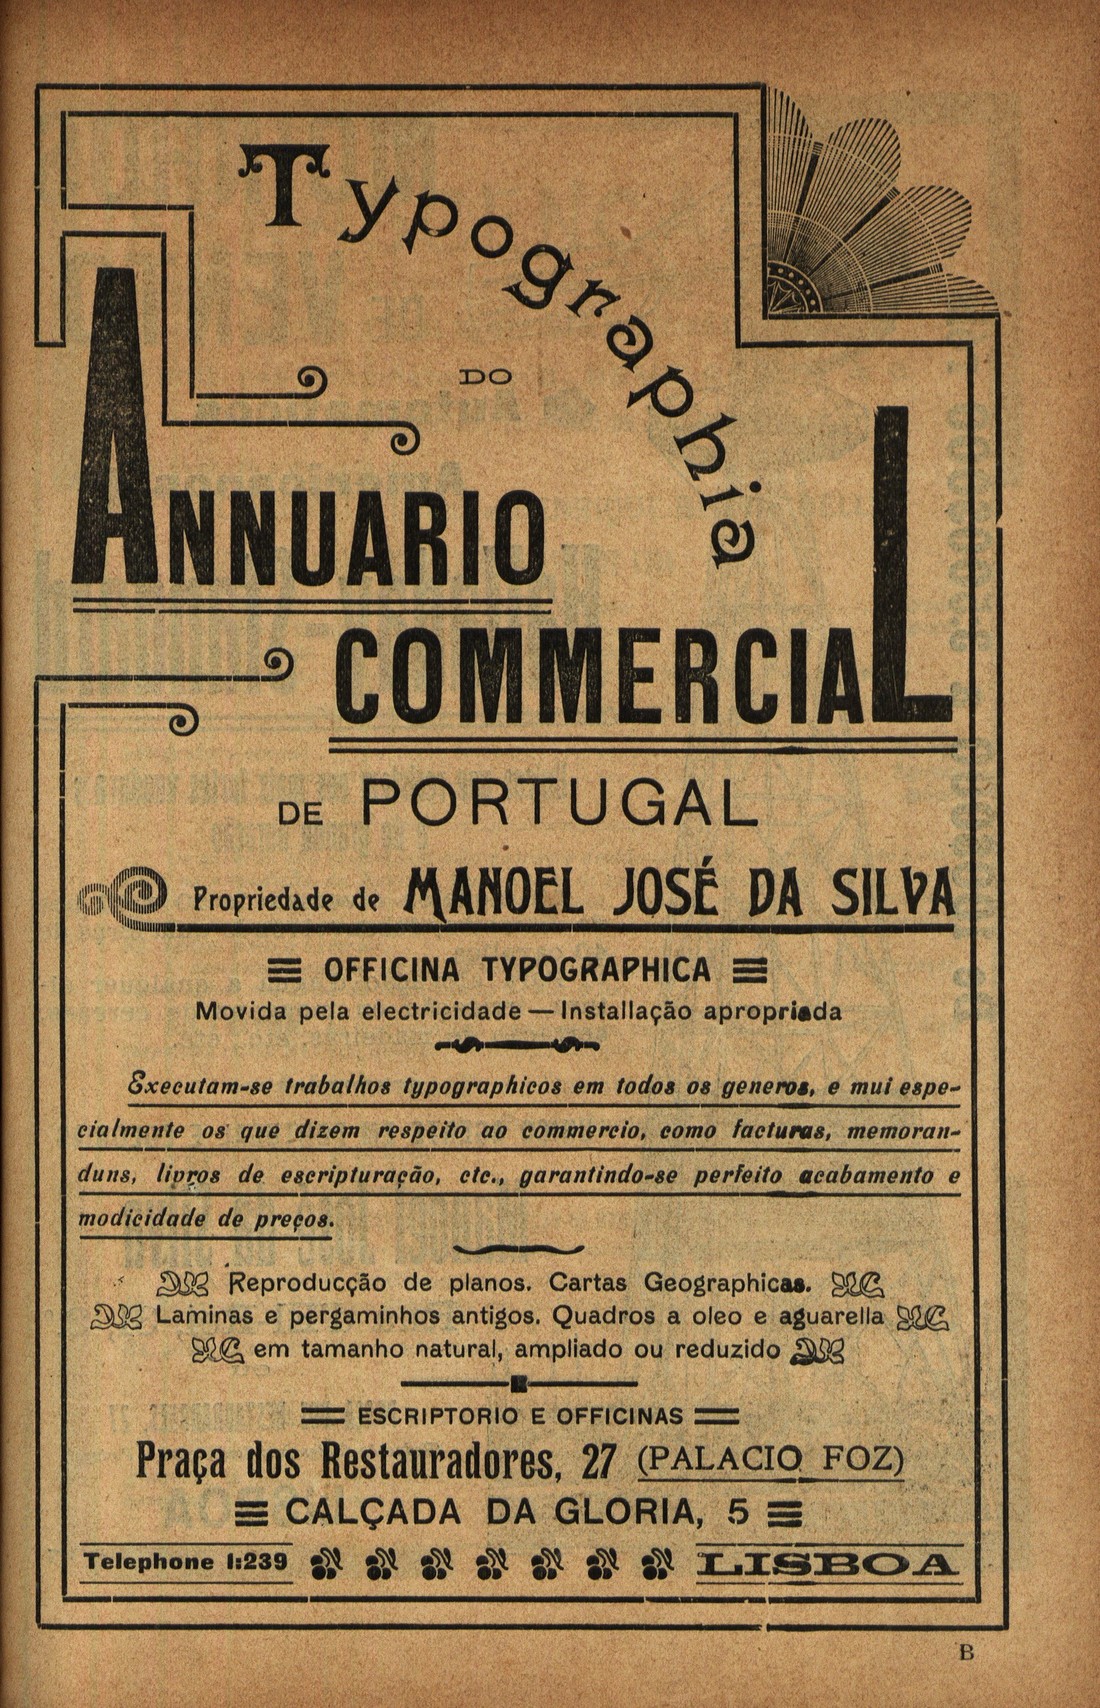 Typographia
DO
ANNUARIO
COMMERCIAL
DE PORTUGAL
Propriedade de MANOEL JOSÉ DA SILVA
OFFICINA TYPOGRAPHICA
Movida pela electricidade — Installação apropriada
Executam-se trabalhos typographicos em todos os generos, e mui espe-
cialmente os que dizem respeito ao commercio, como facturas, memoran-
duns, livros de escripturação, etc., garantindo-se perfeito acabamento e
modicidade de preços.
Reproducção de planos. Cartas Geographicas.
Laminas e pergaminhos antigos. Quadros a oleo e aguarella
em tamanho natural, ampliado ou reduzido
ESCRIPTORIO E OFFICINAS
Praça dos Restauradores, 27 (PALACIO FOZ)
CALÇADA DA GLORIA, 5
Telephone 1:239 LISBOA
B